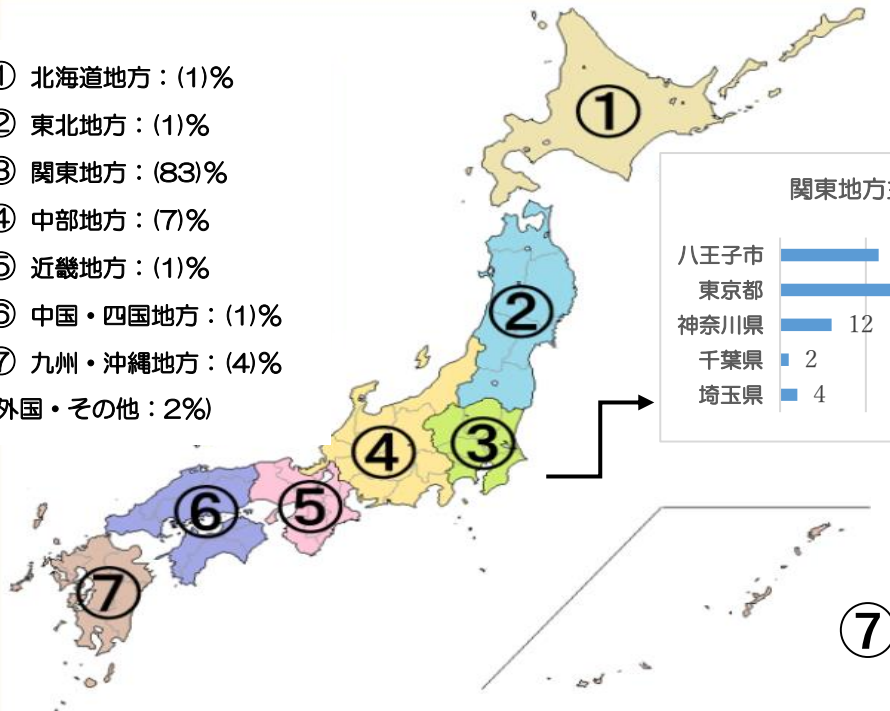 ① 北海道地方：(1)%
② 東北地方：(1)%
③ 関東地方：(83)%
④ 中部地方：(7)%
⑤ 近畿地方：(1)%
⑥ 中国・四国地方：(1)%
⑦ 九州・沖縄地方：(4)%
外国・その他：2%)
①
②
③
④
⑤
⑥
⑦
関東地方
八王子市
東京都
神奈川県 12
千葉県 2
埼玉県 4
⑦